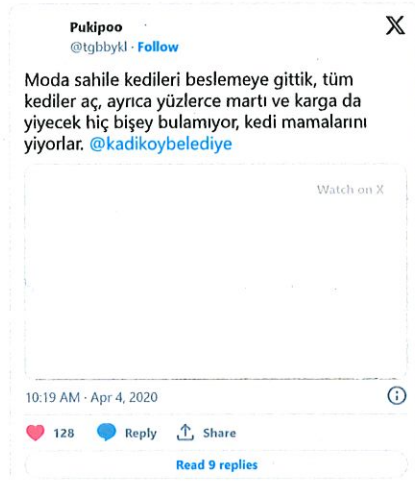 Pukipoo
@tgbbykl · Follow
Moda sahile kedileri beslemeye gittik, tüm
kediler aç, ayrıca yüzlerce martı ve karga da
yiyecek hiç bişey bulamıyor, kedi mamalarını
yiyorlar. @kadikoybelediye
Watch on X
10:19 AM · Apr 4, 2020
128 Reply Share
Read 9 replies